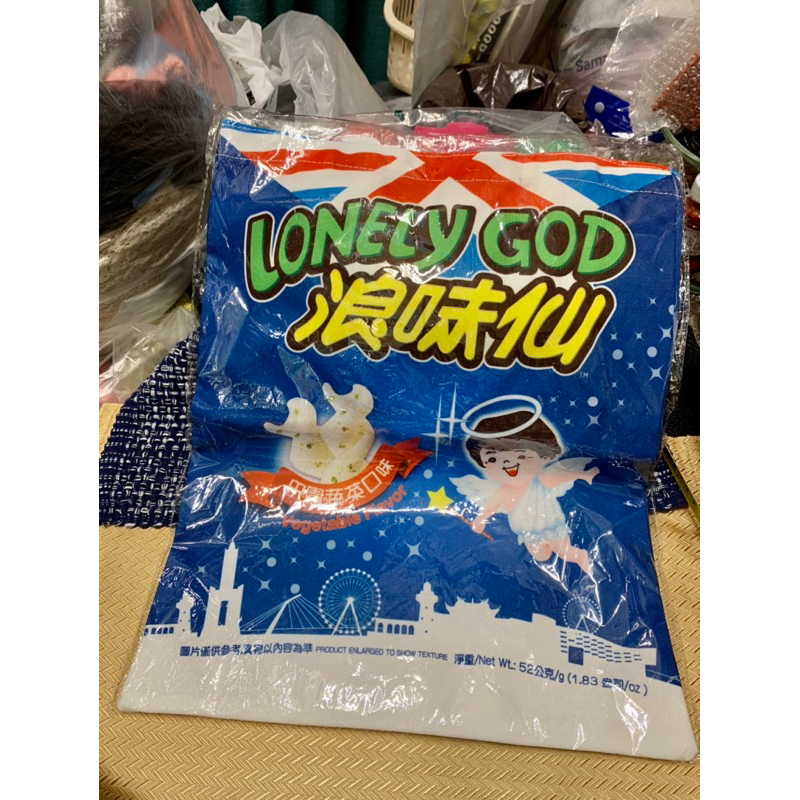 LONELY GOD
浪味仙
田園蔬菜口味
Vegetable Flavor
圖片僅供參考,實物以內容為準 PRODUCT ENLARGED TO SHOW TEXTURE 淨重/Net Wt.: 52公克/g (1.83 盎司/oz)
Sam